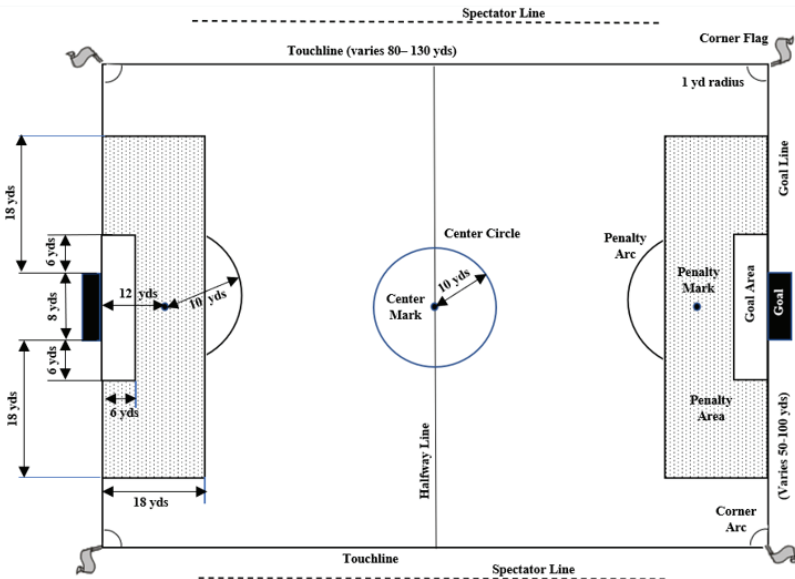 Spectator Line
Corner Flag
Touchline (varies 80– 130 yds)
1 yd radius
18 yds
Goal Line
6 yds
Center Circle
Penalty
Arc
12 yds
10 yds
10 yds
8 yds
Center
Mark
Penalty
Mark
Goal Area
Goal
6 yds
6 yds
Penalty
Area
18 yds
Halfway Line
(Varies 50-100 yds)
18 yds
Corner
Arc
Touchline
Spectator Line